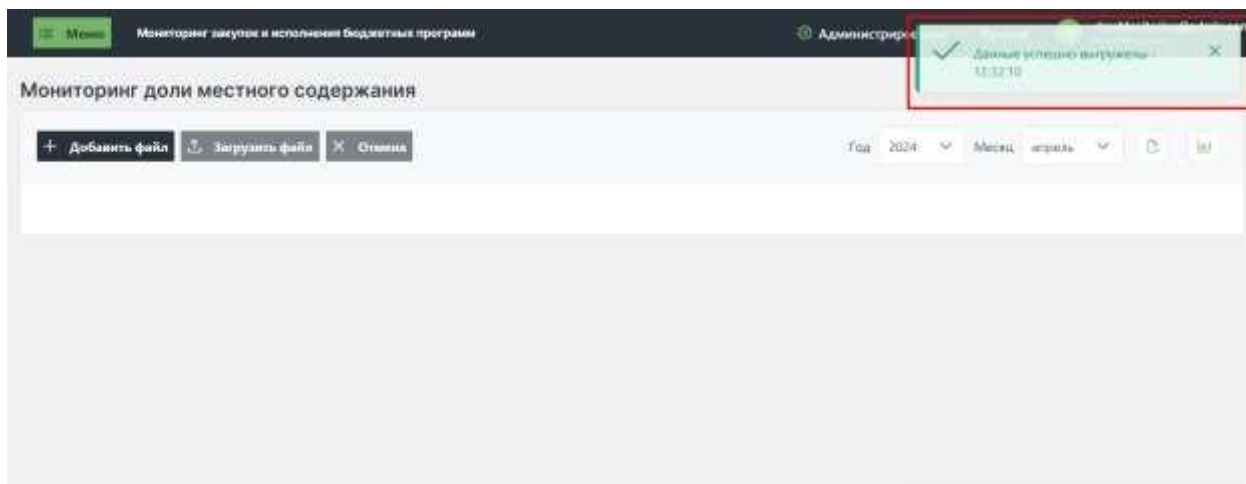 Меню
Мониторинг закупок и исполнения бюджетных программ
Данные успешно выгружены
12:32:10
Мониторинг доли местного содержания
+ Добавить файл
Загрузить файл
Отмена
Год 2024
Месяц апрель